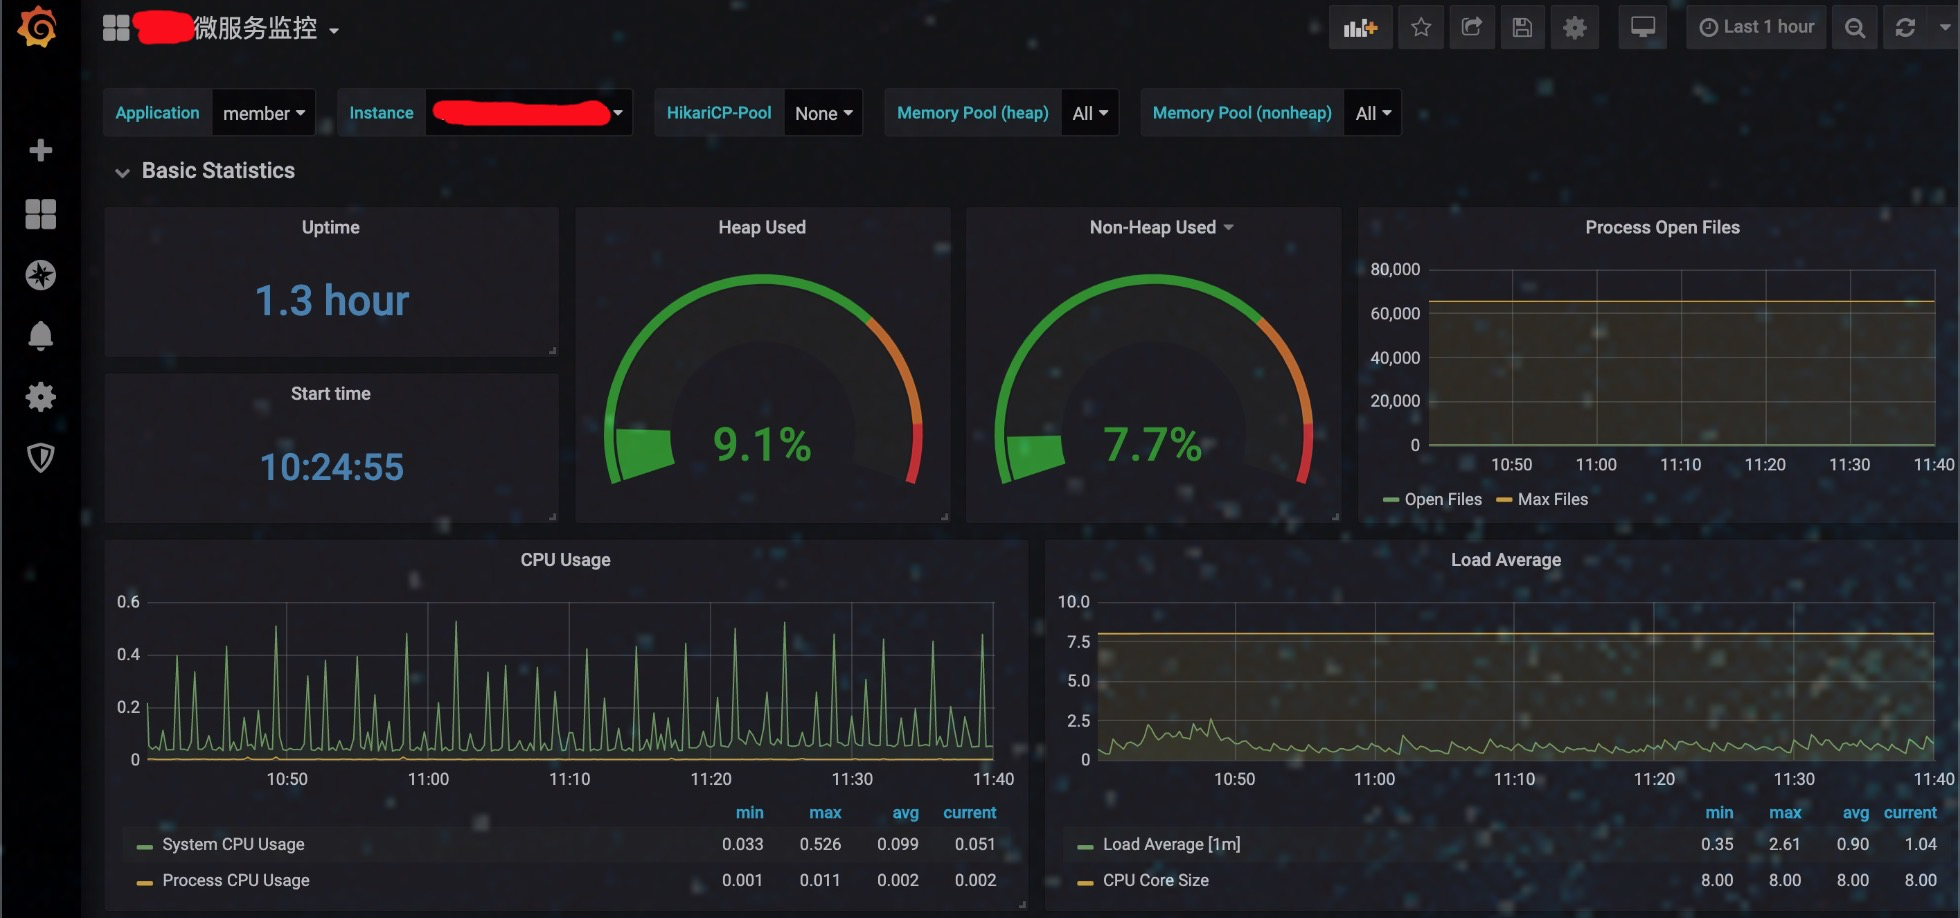 微服务监控
Last 1 hour
Application member Instance HikariCP-Pool None Memory Pool (heap) All Memory Pool (nonheap) All
Basic Statistics
Uptime
1.3 hour
Start time
10:24:55
Heap Used
9.1%
Non-Heap Used
7.7%
Process Open Files
80,000
60,000
40,000
20,000
0
10:50 11:00 11:10 11:20 11:30 11:40
Open Files Max Files
CPU Usage
0.6
0.4
0.2
0
10:50 11:00 11:10 11:20 11:30 11:40
min max avg current
System CPU Usage 0.033 0.526 0.099 0.051
Process CPU Usage 0.001 0.011 0.002 0.002
Load Average
10.0
7.5
5.0
2.5
0
10:50 11:00 11:10 11:20 11:30 11:40
min max avg current
Load Average [1m] 0.35 2.61 0.90 1.04
CPU Core Size 8.00 8.00 8.00 8.00